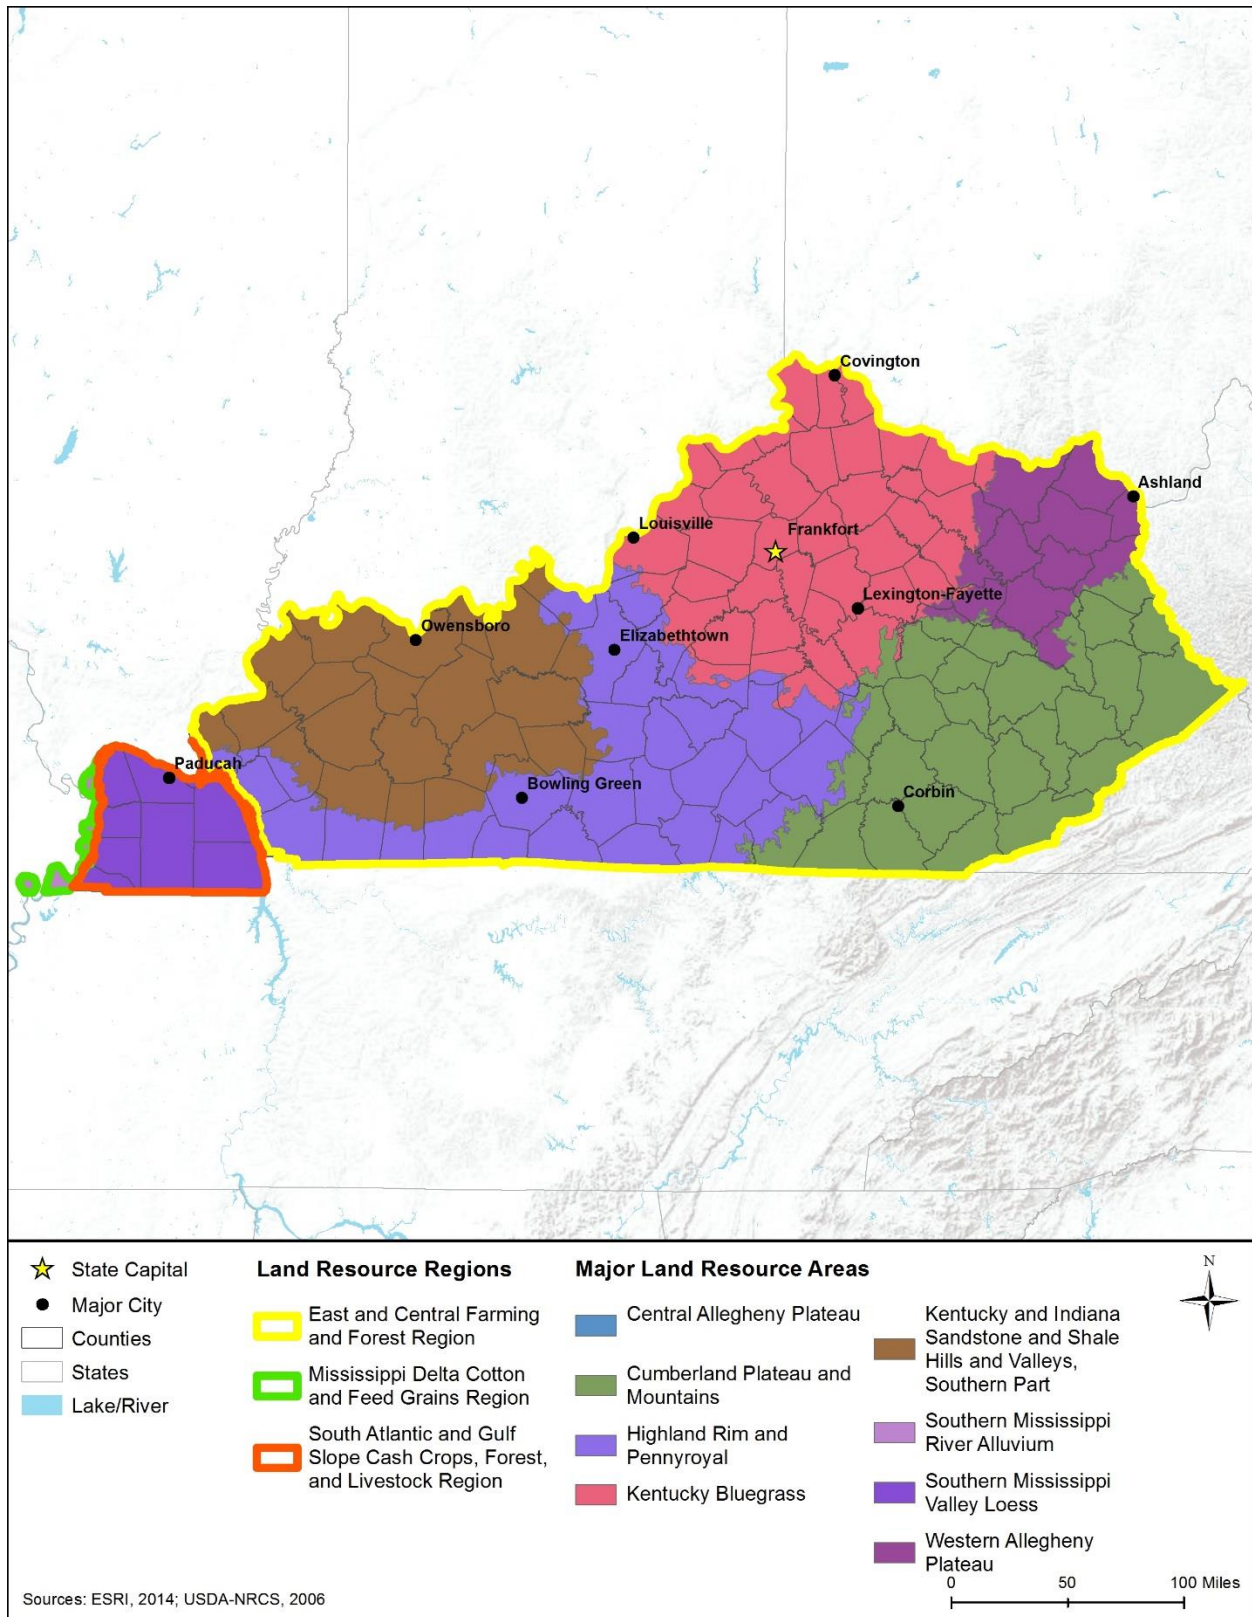 Covington
Ashland
Louisville
Frankfort
Lexington-Fayette
Owensboro
Elizabethtown
Paducah
Bowling Green
Corbin
State Capital
Major City
Counties
States
Lake/River
Land Resource Regions
East and Central Farming
and Forest Region
Mississippi Delta Cotton
and Feed Grains Region
South Atlantic and Gulf
Slope Cash Crops, Forest,
and Livestock Region
Major Land Resource Areas
Central Allegheny Plateau
Cumberland Plateau and
Mountains
Highland Rim and
Pennyroyal
Kentucky Bluegrass
Kentucky and Indiana
Sandstone and Shale
Hills and Valleys,
Southern Part
Southern Mississippi
River Alluvium
Southern Mississippi
Valley Loess
Western Allegheny
Plateau
N
0 50 100 Miles
Sources: ESRI, 2014; USDA-NRCS, 2006